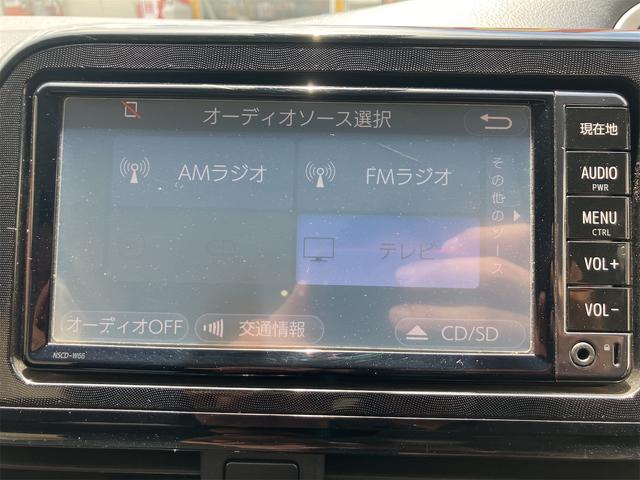 オーディオソース選択
AMラジオ
FMラジオ
CD
テレビ
その他のソース
オーディオOFF
交通情報
CD/SD
NSCD-W66
現在地
AUDIO
PWR
MENU
CTRL
VOL+
VOL-